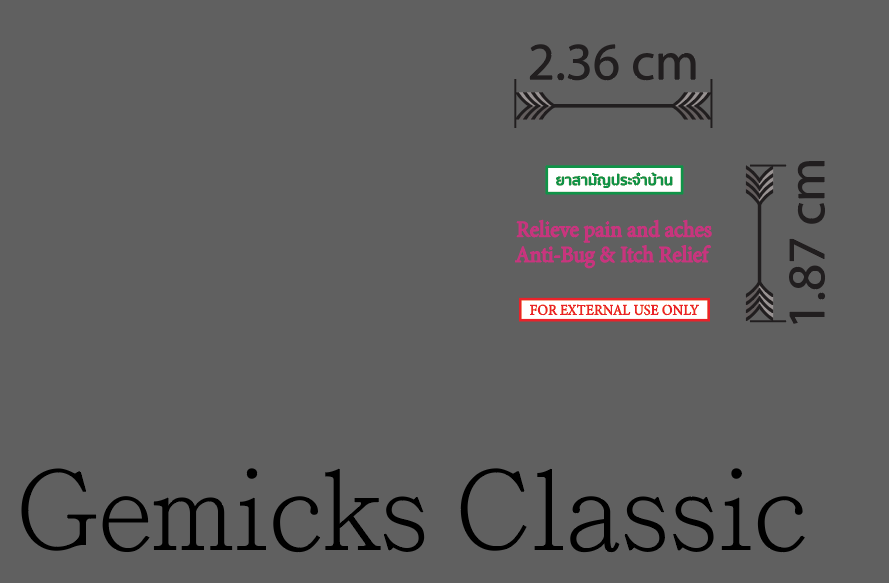 2.36 cm
ยาสามัญประจำบ้าน
Relieve pain and aches
Anti-Bug & Itch Relief
FOR EXTERNAL USE ONLY
1.87 cm
Gemicks Classic